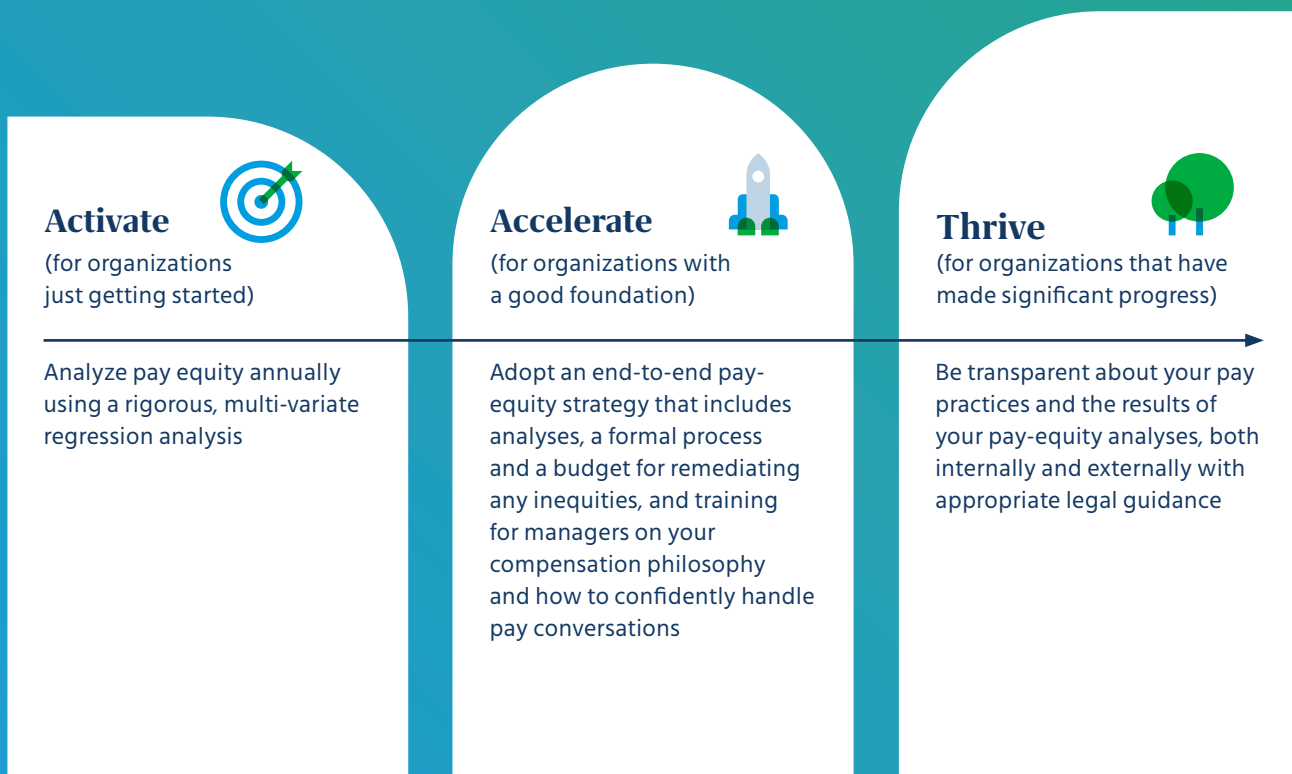 Activate
(for organizations
just getting started)
Analyze pay equity annually
using a rigorous, multi-variate
regression analysis
Accelerate
(for organizations with
a good foundation)
Adopt an end-to-end pay-
equity strategy that includes
analyses, a formal process
and a budget for remediating
any inequities, and training
for managers on your
compensation philosophy
and how to confidently handle
pay conversations
Thrive
(for organizations that have
made significant progress)
Be transparent about your pay
practices and the results of
your pay-equity analyses, both
internally and externally with
appropriate legal guidance